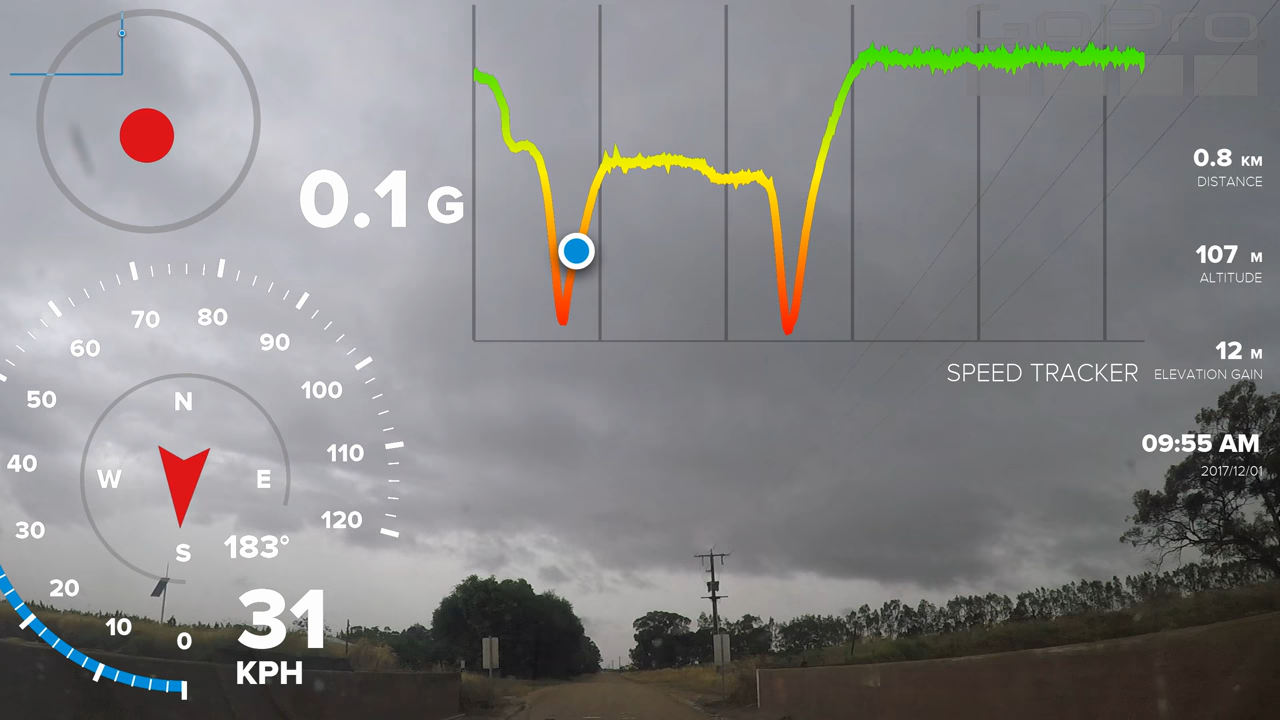 GoPro
0.8 KM
DISTANCE
0.1 G
107 M
ALTITUDE
70 80
60 90
12 M
ELEVATION GAIN
SPEED TRACKER
50 100
N
09:55 AM
2017/12/01
40 W E 110
30 120
S 183°
20 10 0
31
KPH